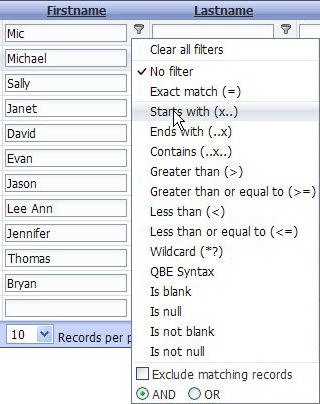 Firstname Lastname
Mic
Michael
Sally
Janet
David
Evan
Jason
Lee Ann
Jennifer
Thomas
Bryan
10 Records per p
Clear all filters
No filter
Exact match (=)
Starts with (x..)
Ends with (..x)
Contains (..x..)
Greater than (>)
Greater than or equal to (>=)
Less than (<)
Less than or equal to (<=)
Wildcard (*?)
QBE Syntax
Is blank
Is null
Is not blank
Is not null
Exclude matching records
AND OR